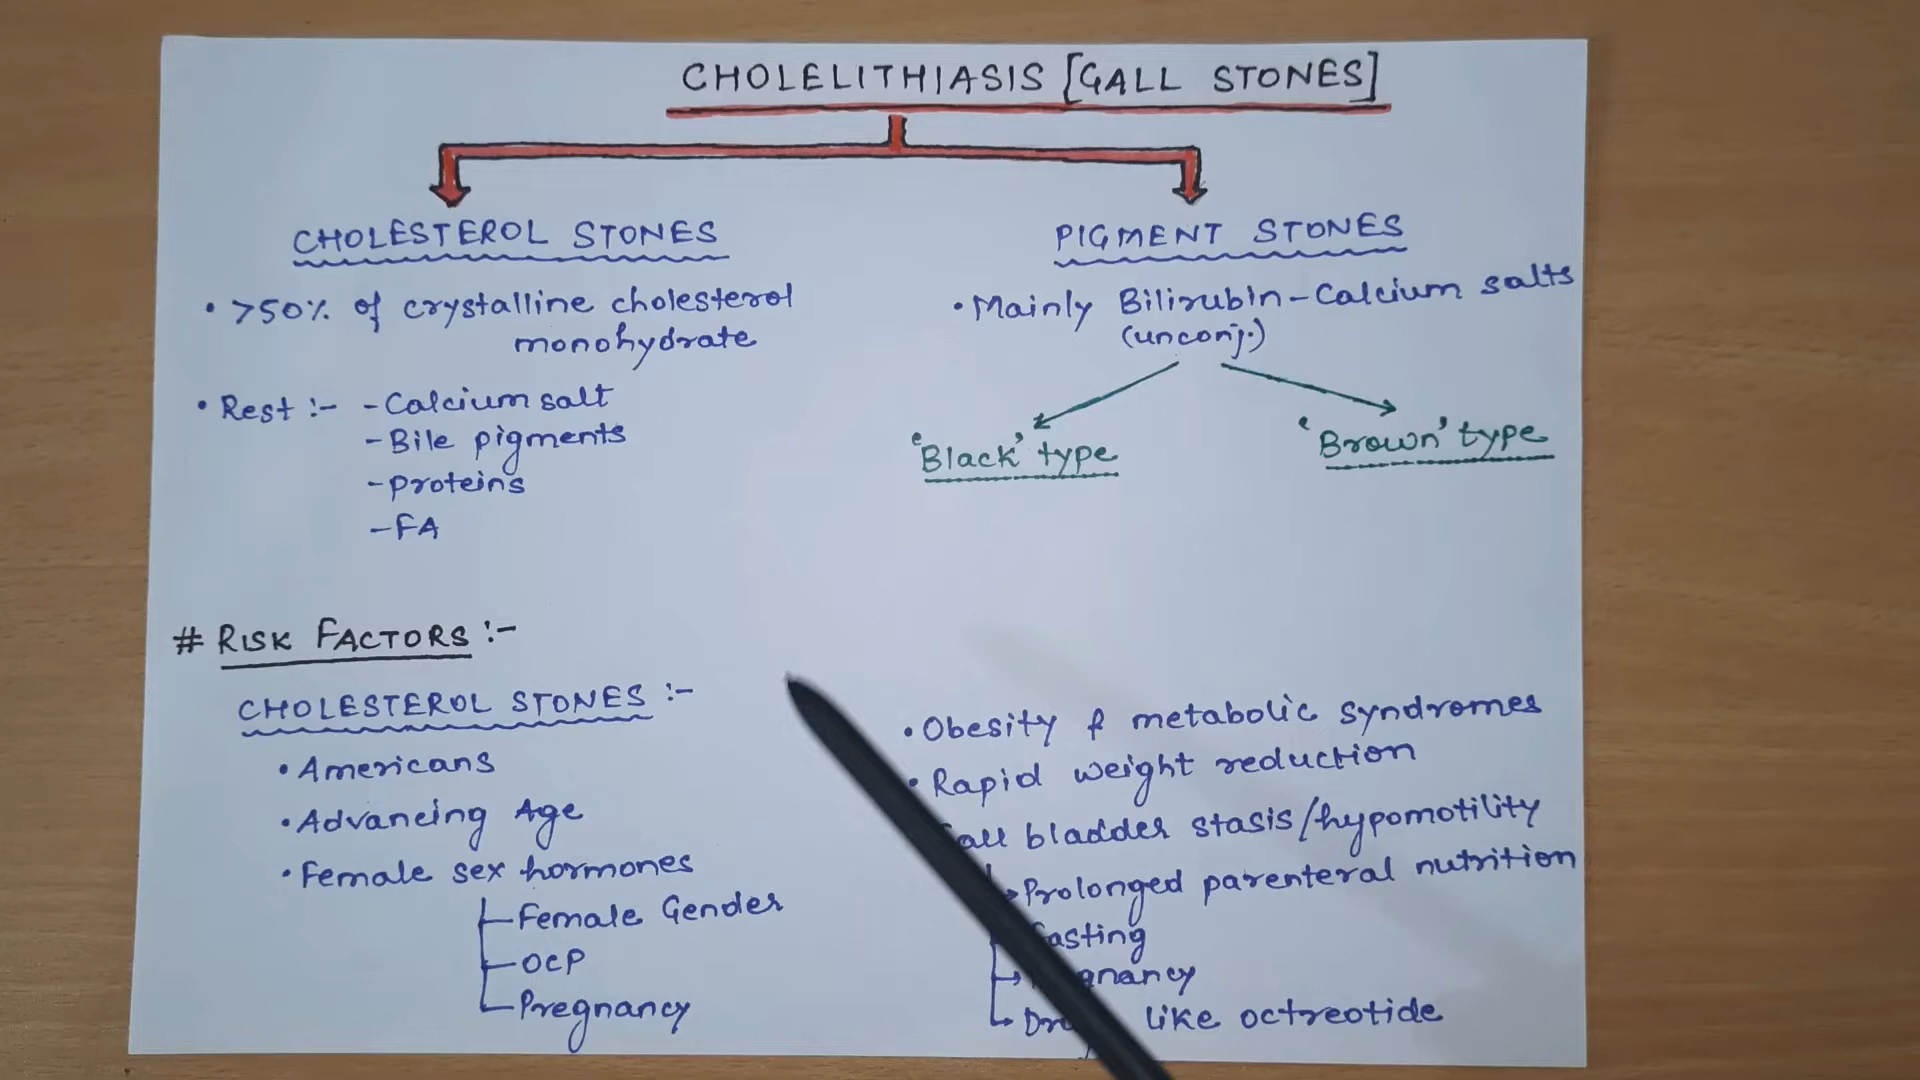 CHOLELITHIASIS [GALL STONES]
CHOLESTEROL STONES
• >50% of crystalline cholesterol
monohydrate
• Rest :- - Calcium salt
- Bile pigments
- Proteins
- FA
PIGMENT STONES
• Mainly Bilirubin - Calcium salts
(unconj.)
'Black' type
'Brown' type
# RISK FACTORS :-
CHOLESTEROL STONES :-
• Americans
• Advancing Age
• Female sex hormones
- Female Gender
- OCP
- Pregnancy
• Obesity & metabolic syndromes
• Rapid weight reduction
bladder stasis/hypomotility
Prolonged parenteral nutrition
like octreotide